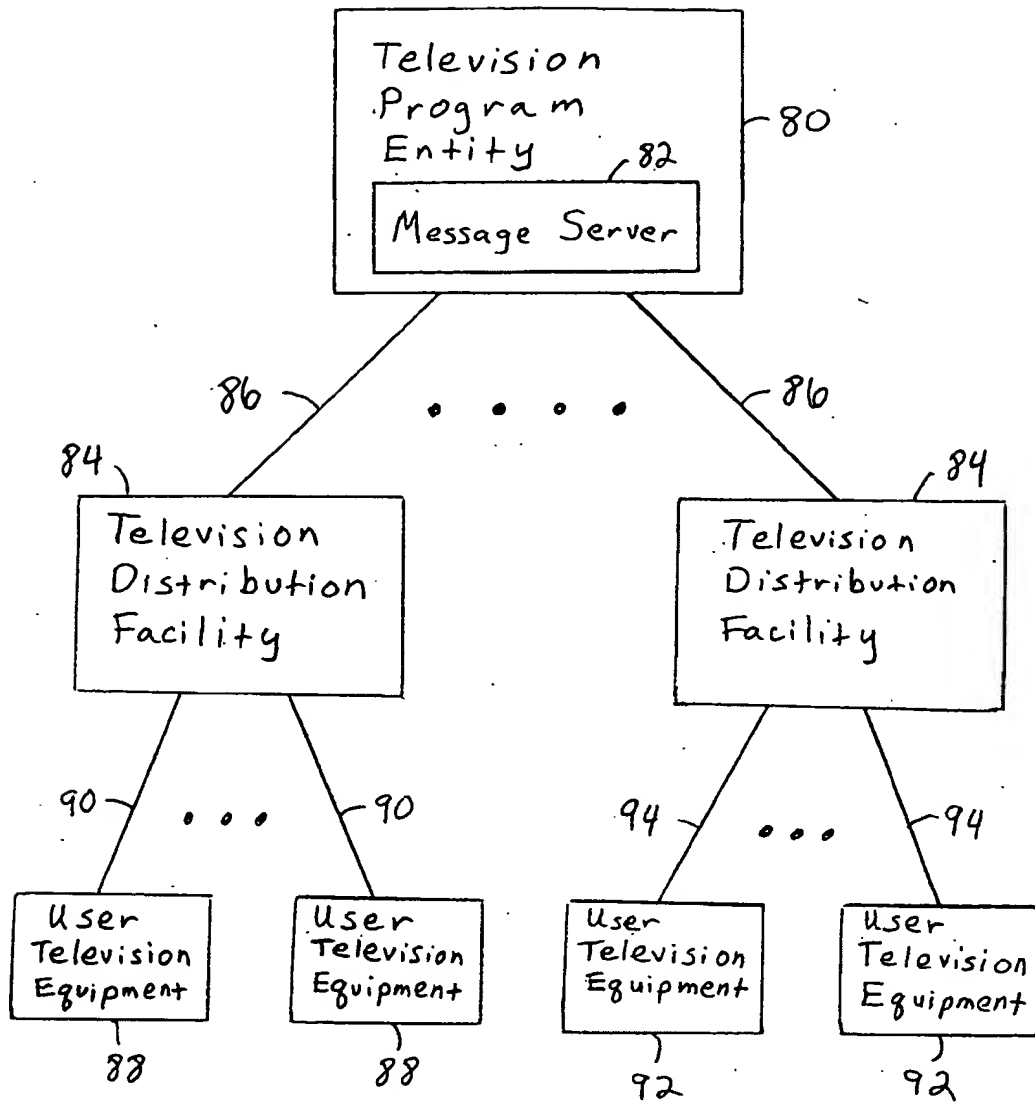 Television
Program
Entity
80
82
Message Server
86
86
84
84
Television
Distribution
Facility
Television
Distribution
Facility
90
90
94
94
User
Television
Equipment
User
Television
Equipment
User
Television
Equipment
User
Television
Equipment
88
88
92
92